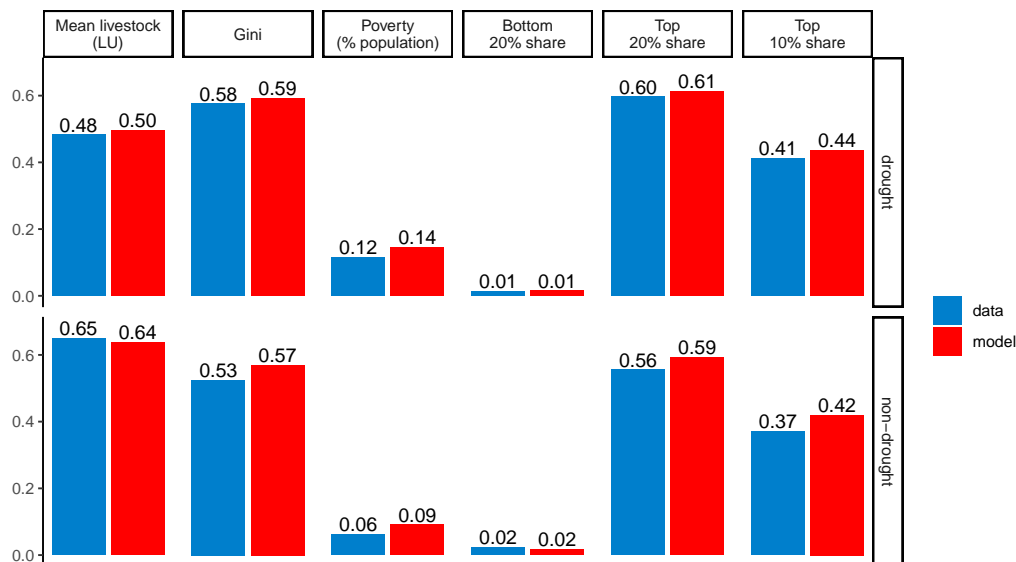 Mean livestock
(LU)
Gini
Poverty
(% population)
Bottom
20% share
Top
20% share
Top
10% share
0.6
0.4
0.2
0.0
0.48
0.50
0.58
0.59
0.12
0.14
0.01
0.01
0.60
0.61
0.41
0.44
drought
0.6
0.4
0.2
0.0
0.65
0.64
0.53
0.57
0.06
0.09
0.02
0.02
0.56
0.59
0.37
0.42
non−drought
data
model